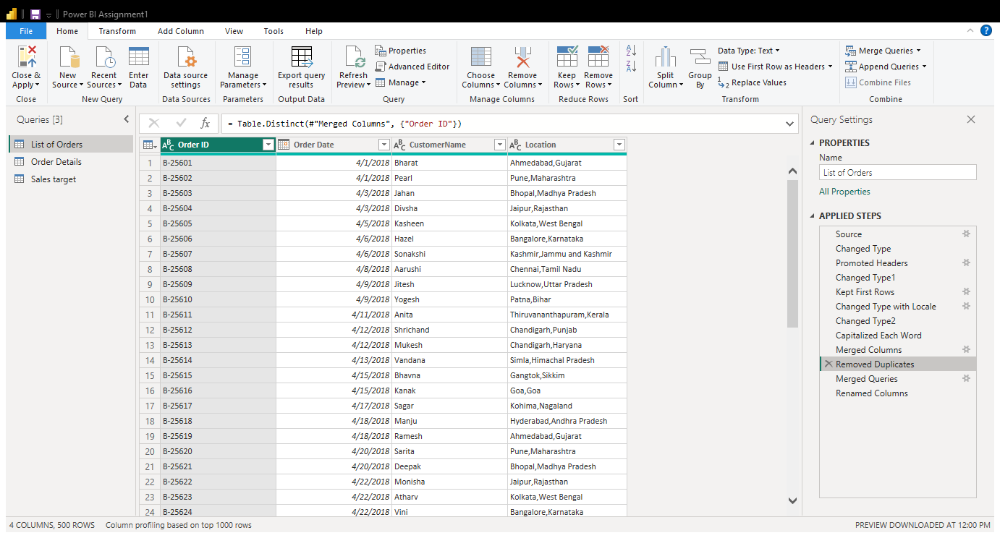 Power BI Assignment1
File Home Transform Add Column View Tools Help
Close & Apply
Close
New Source
Recent Sources
Enter Data
New Query
Data source settings
Data Sources
Manage Parameters
Parameters
Export query results
Output Data
Refresh Preview
Properties
Advanced Editor
Manage
Query
Choose Columns
Remove Columns
Manage Columns
Keep Rows
Remove Rows
Reduce Rows
A Z
Z A
Sort
Split Column
Group By
Data Type: Text
Use First Row as Headers
1 2 Replace Values
Transform
Merge Queries
Append Queries
Combine Files
Combine
?
Queries [3]
List of Orders
Order Details
Sales target
fx = Table.Distinct(#"Merged Columns", {"Order ID"})
ABC Order ID Order Date ABC CustomerName ABC Location
1 B-25601 4/1/2018 Bharat Ahmedabad,Gujarat
2 B-25602 4/1/2018 Pearl Pune,Maharashtra
3 B-25603 4/3/2018 Jahan Bhopal,Madhya Pradesh
4 B-25604 4/3/2018 Divsha Jaipur,Rajasthan
5 B-25605 4/5/2018 Kasheen Kolkata,West Bengal
6 B-25606 4/6/2018 Hazel Bangalore,Karnataka
7 B-25607 4/6/2018 Sonakshi Kashmir,Jammu and Kashmir
8 B-25608 4/8/2018 Aarushi Chennai,Tamil Nadu
9 B-25609 4/9/2018 Jitesh Lucknow,Uttar Pradesh
10 B-25610 4/9/2018 Yogesh Patna,Bihar
11 B-25611 4/11/2018 Anita Thiruvananthapuram,Kerala
12 B-25612 4/12/2018 Shrichand Chandigarh,Punjab
13 B-25613 4/12/2018 Mukesh Chandigarh,Haryana
14 B-25614 4/13/2018 Vandana Simla,Himachal Pradesh
15 B-25615 4/15/2018 Bhavna Gangtok,Sikkim
16 B-25616 4/15/2018 Kanak Goa,Goa
17 B-25617 4/17/2018 Sagar Kohima,Nagaland
18 B-25618 4/18/2018 Manju Hyderabad,Andhra Pradesh
19 B-25619 4/18/2018 Ramesh Ahmedabad,Gujarat
20 B-25620 4/20/2018 Sarita Pune,Maharashtra
21 B-25621 4/20/2018 Deepak Bhopal,Madhya Pradesh
22 B-25622 4/22/2018 Monisha Jaipur,Rajasthan
23 B-25623 4/22/2018 Atharv Kolkata,West Bengal
24 B-25624 4/22/2018 Vini Bangalore,Karnataka
Query Settings
PROPERTIES
Name
List of Orders
All Properties
APPLIED STEPS
Source
Changed Type
Promoted Headers
Changed Type1
Kept First Rows
Changed Type with Locale
Changed Type2
Capitalized Each Word
Merged Columns
Removed Duplicates
Merged Queries
Renamed Columns
4 COLUMNS, 500 ROWS Column profiling based on top 1000 rows PREVIEW DOWNLOADED AT 12:00 PM